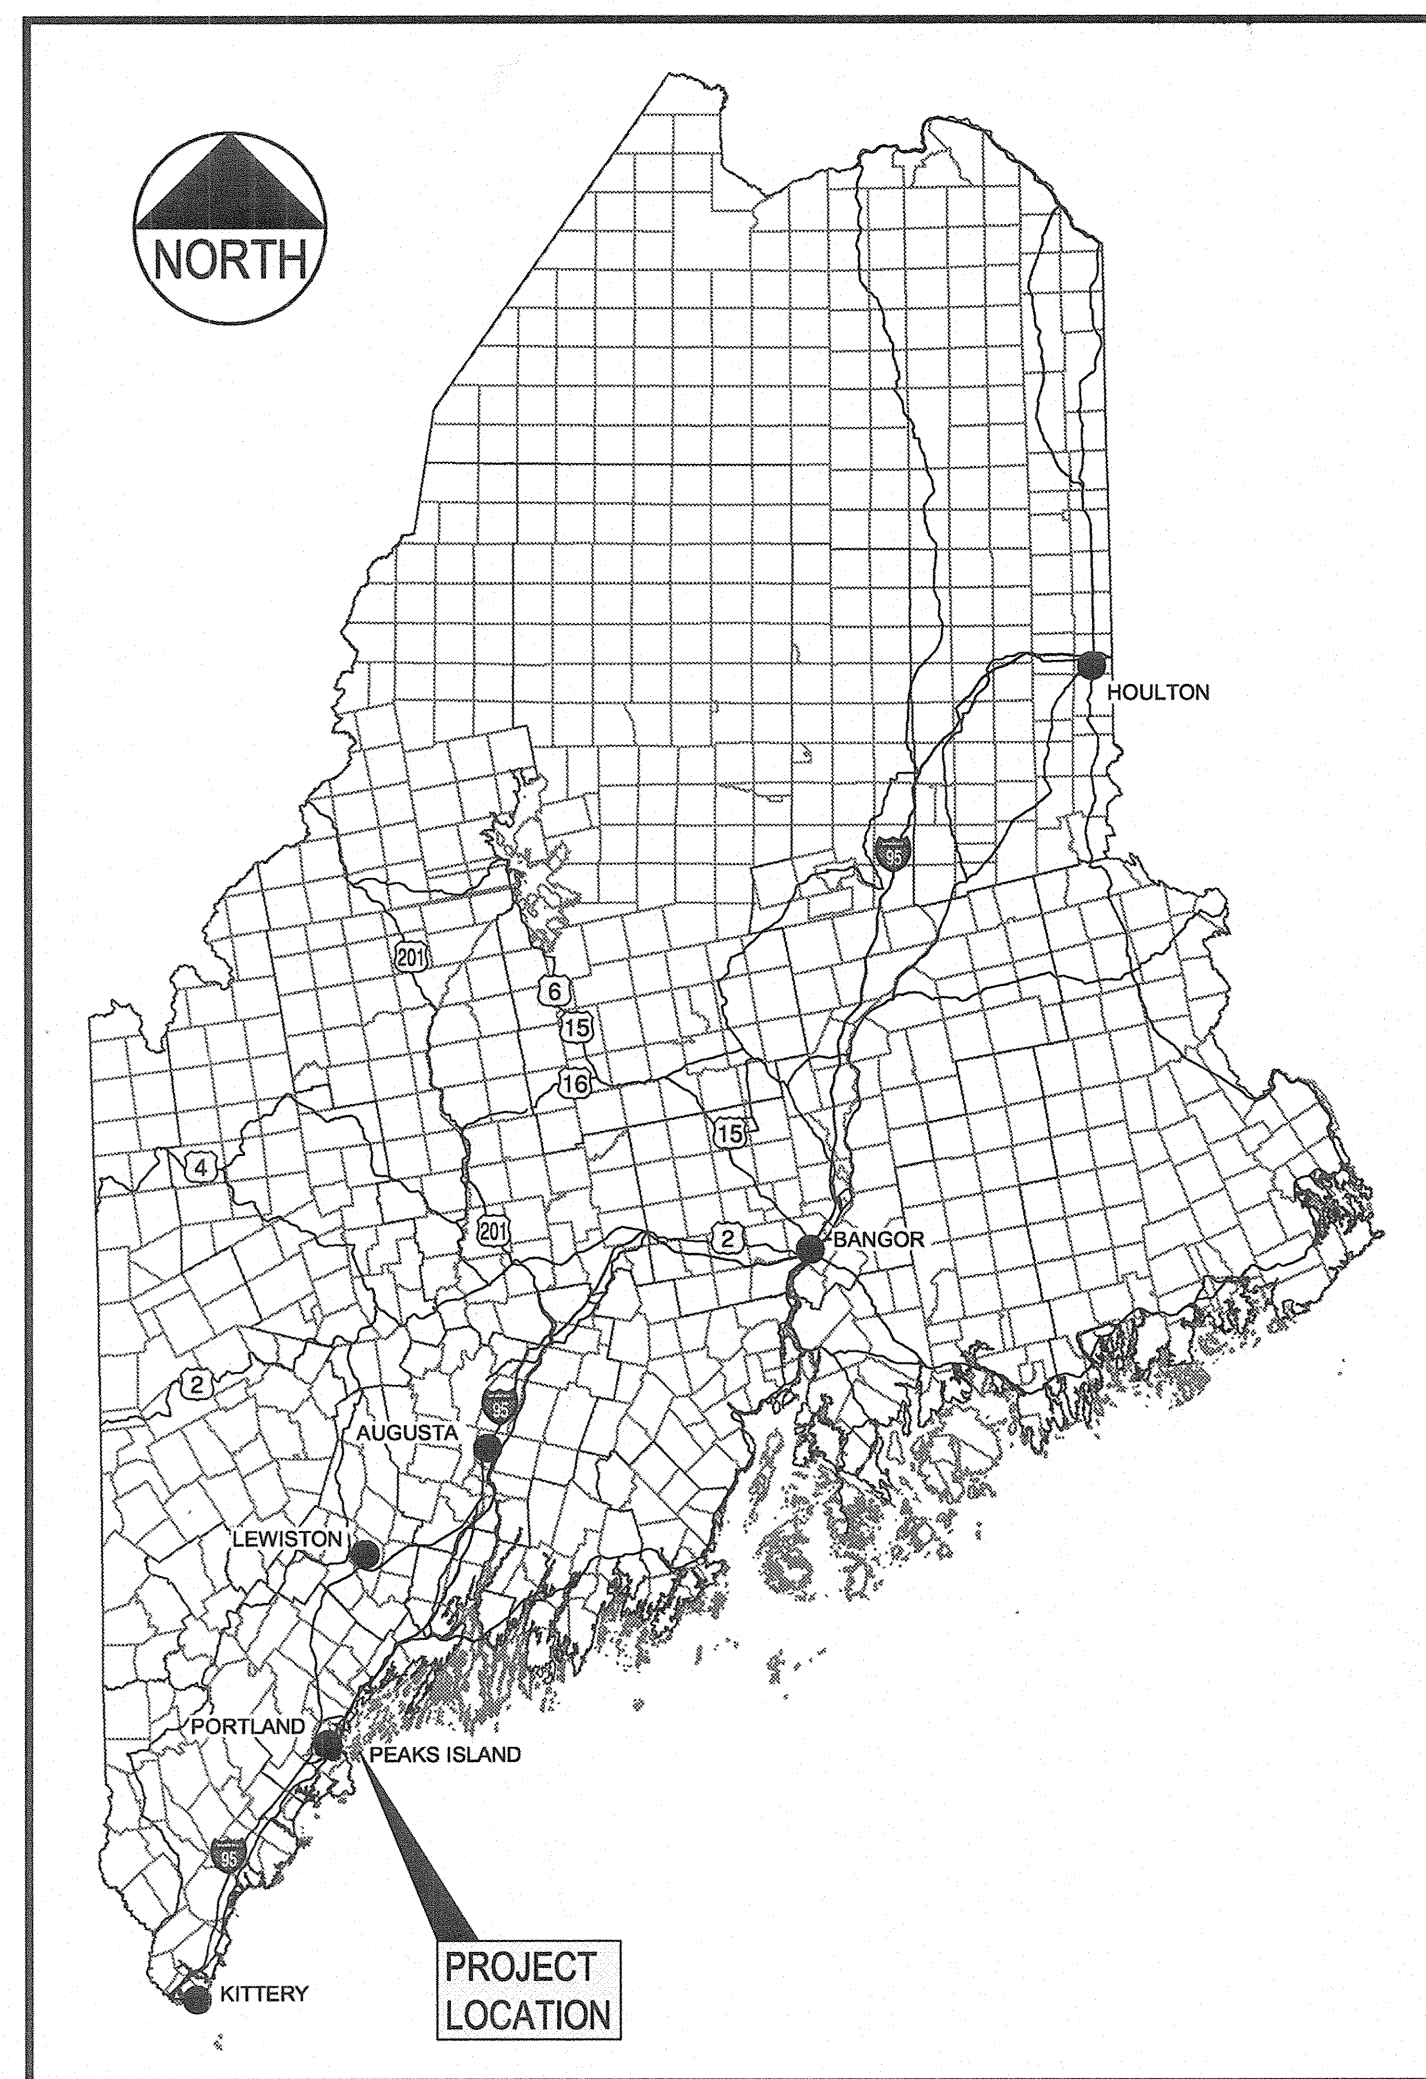 NORTH
HOULTON
95
201
6
15
16
15
4
201
2
BANGOR
2
95
AUGUSTA
LEWISTON
PORTLAND
PEAKS ISLAND
95
PROJECT
LOCATION
KITTERY